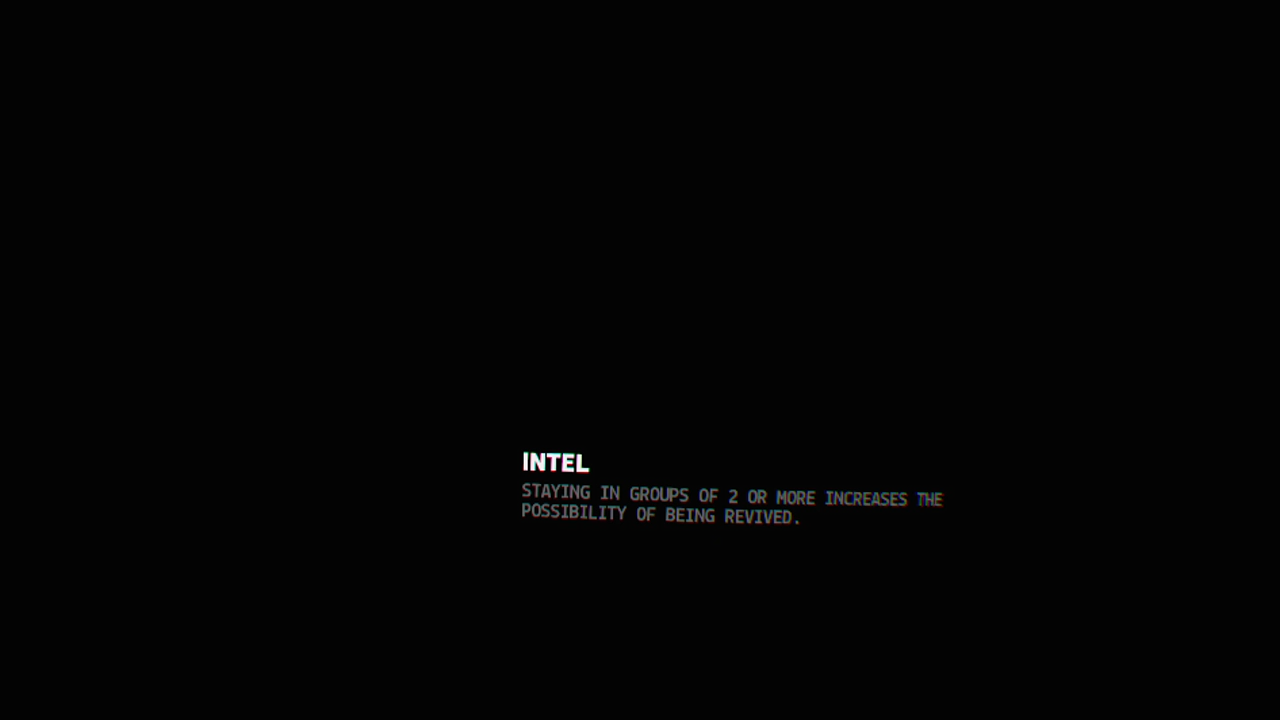 INTEL
STAYING IN GROUPS OF 2 OR MORE INCREASES THE
POSSIBILITY OF BEING REVIVED.